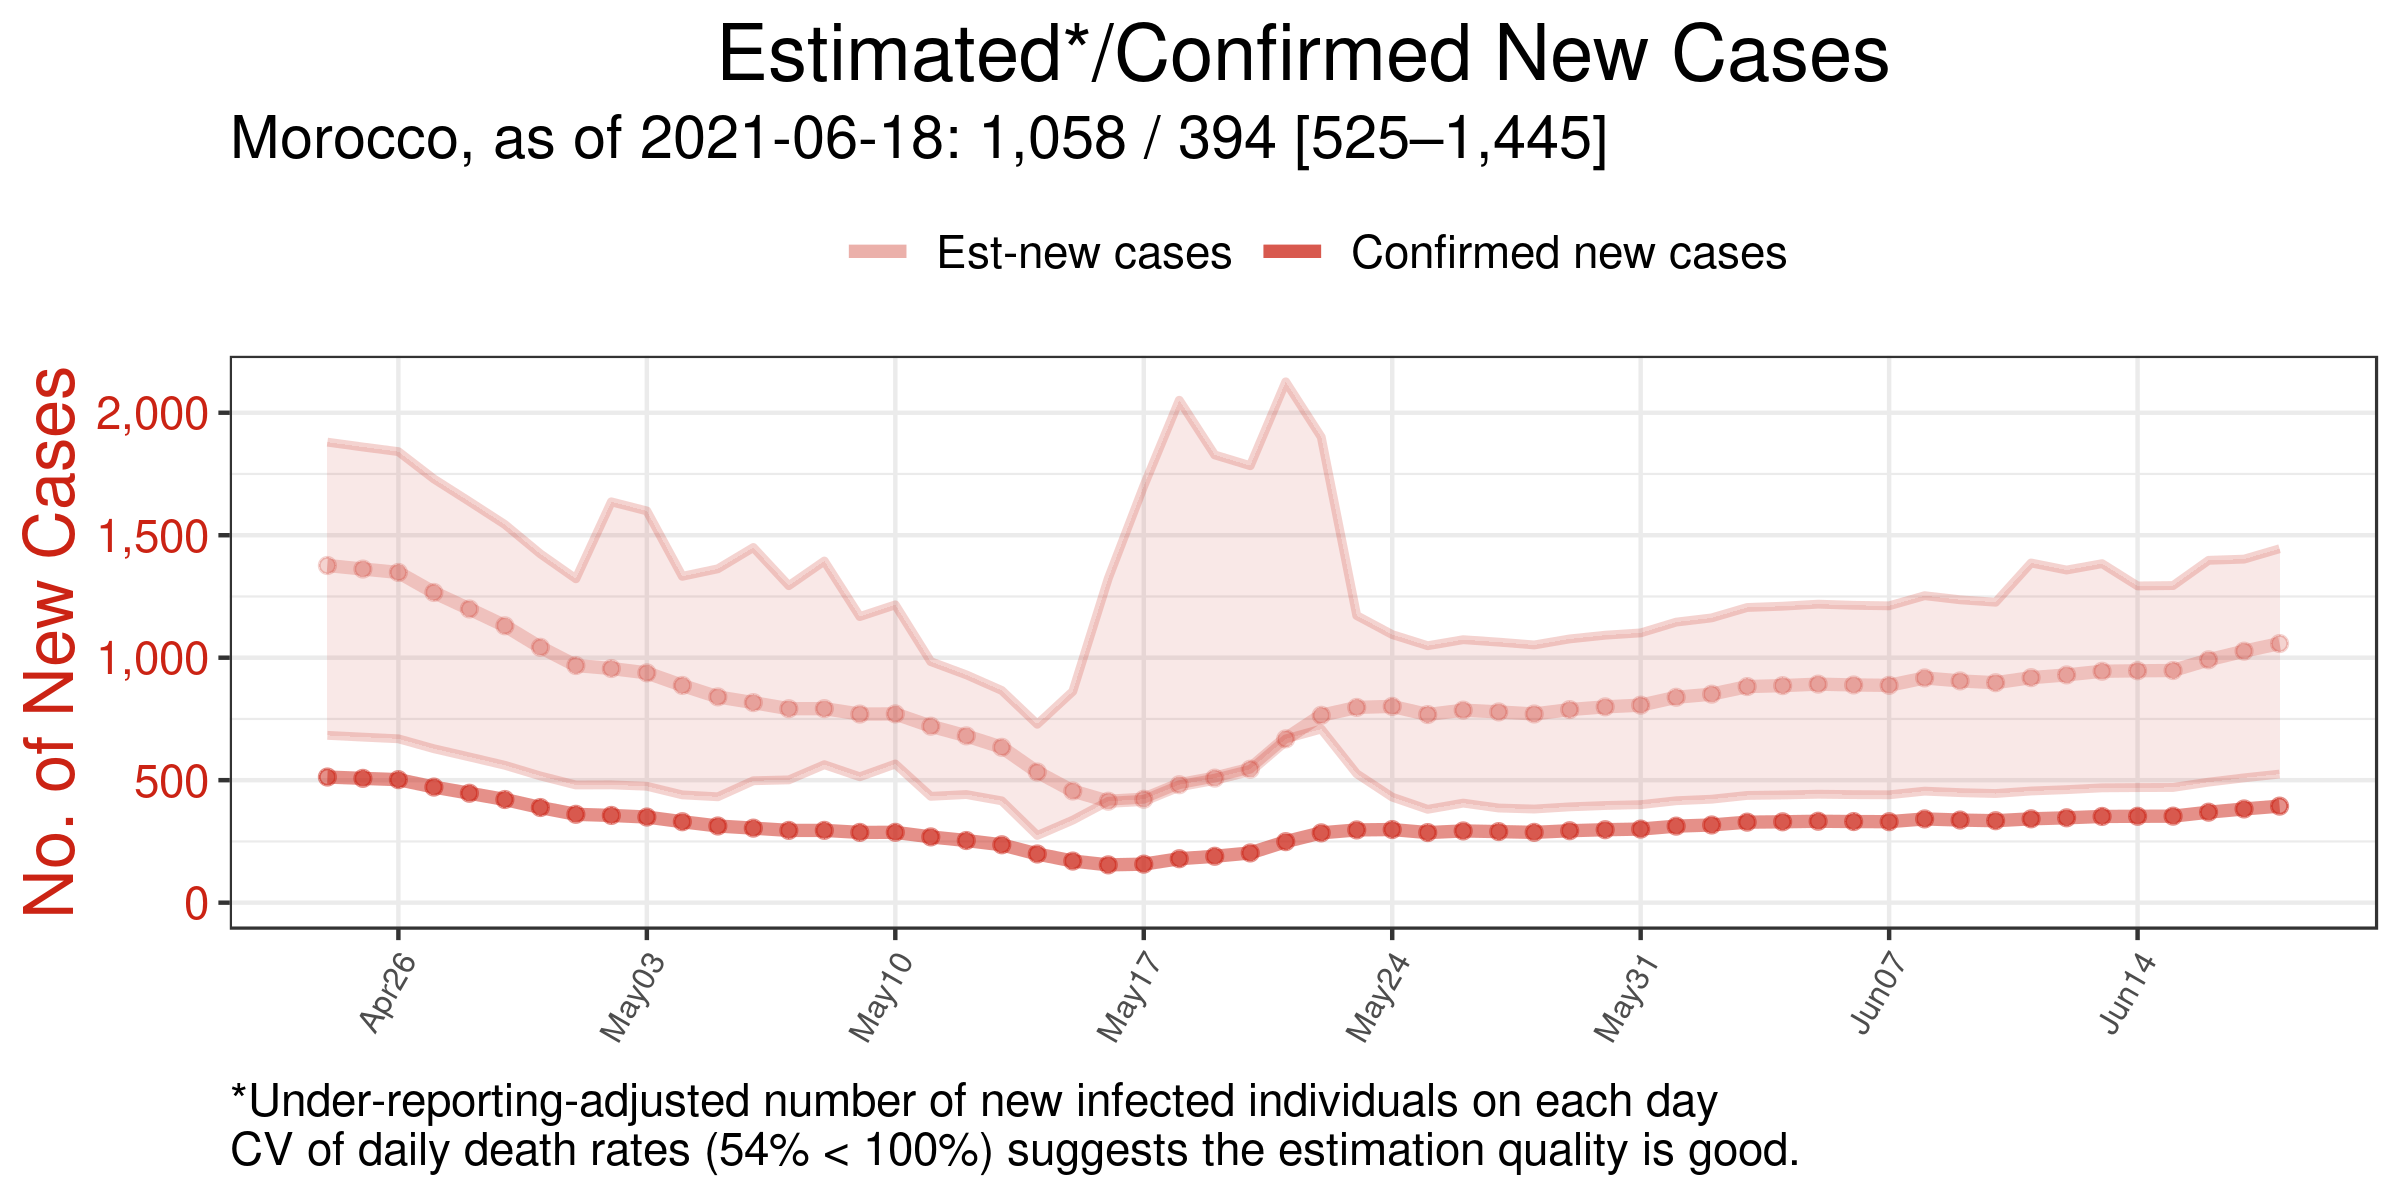 Estimated*/Confirmed New Cases
Morocco, as of 2021-06-18: 1,058 / 394 [525–1,445]
Est-new cases Confirmed new cases
No. of New Cases
2,000
1,500
1,000
500
0
Apr26 May03 May10 May17 May24 May31 Jun07 Jun14
*Under-reporting-adjusted number of new infected individuals on each day
CV of daily death rates (54% < 100%) suggests the estimation quality is good.